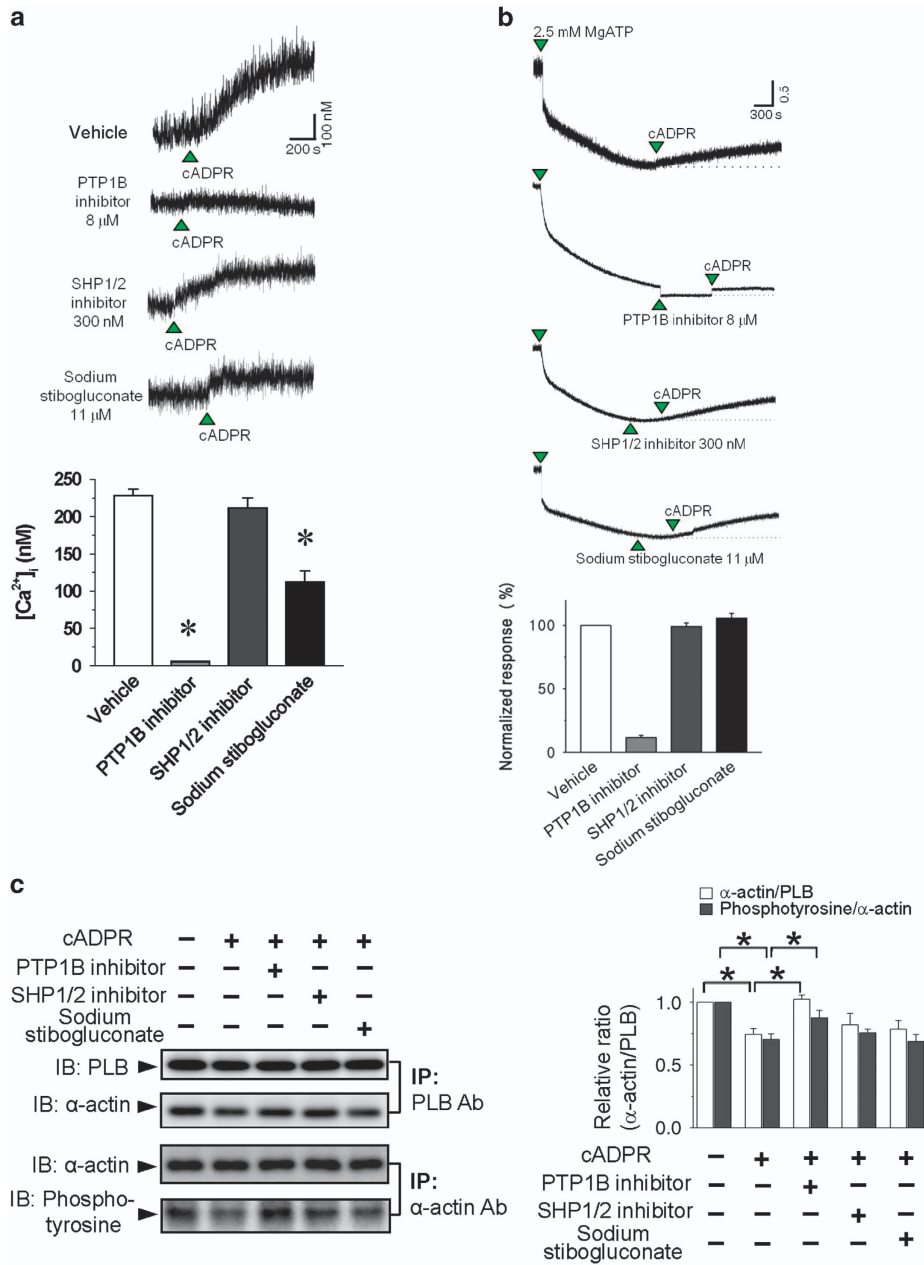 a
Vehicle
cADPR
200 s
100 nM
PTP1B
inhibitor
8 μM
cADPR
SHP1/2
inhibitor
300 nM
cADPR
Sodium
stibogluconate
11 μM
cADPR
[Ca²⁺]ᵢ (nM)
250
200
150
100
50
0
*
*
Vehicle
PTP1B inhibitor
SHP1/2 inhibitor
Sodium stibogluconate
b
2.5 mM MgATP
300 s
0.5
cADPR
cADPR
PTP1B inhibitor 8 μM
cADPR
SHP1/2 inhibitor 300 nM
cADPR
Sodium stibogluconate 11 μM
Normalized response ( %)
100
50
0
Vehicle
PTP1B inhibitor
SHP1/2 inhibitor
Sodium stibogluconate
c
cADPR − + + + +
PTP1B inhibitor − − + − −
SHP1/2 inhibitor − − − + −
Sodium
stibogluconate − − − − +
IB: PLB
IB: α-actin
IP:
PLB Ab
IB: α-actin
IB: Phospho-
tyrosine
IP:
α-actin Ab
α-actin/PLB
Phosphotyrosine/α-actin
* *
* *
Relative ratio
(α-actin/PLB)
1.0
0.5
0.0
cADPR − + + + +
PTP1B inhibitor − − + − −
SHP1/2 inhibitor − − − + −
Sodium
stibogluconate − − − − +